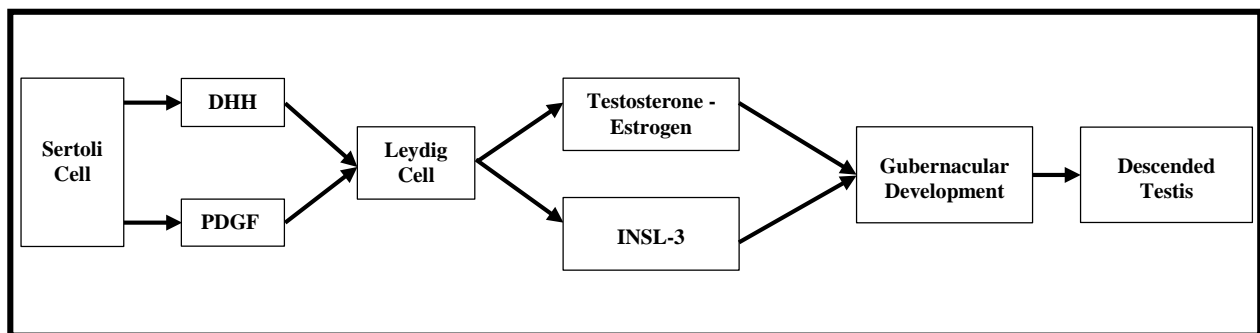 Sertoli
Cell
DHH
PDGF
Leydig
Cell
Testosterone -
Estrogen
INSL-3
Gubernacular
Development
Descended
Testis